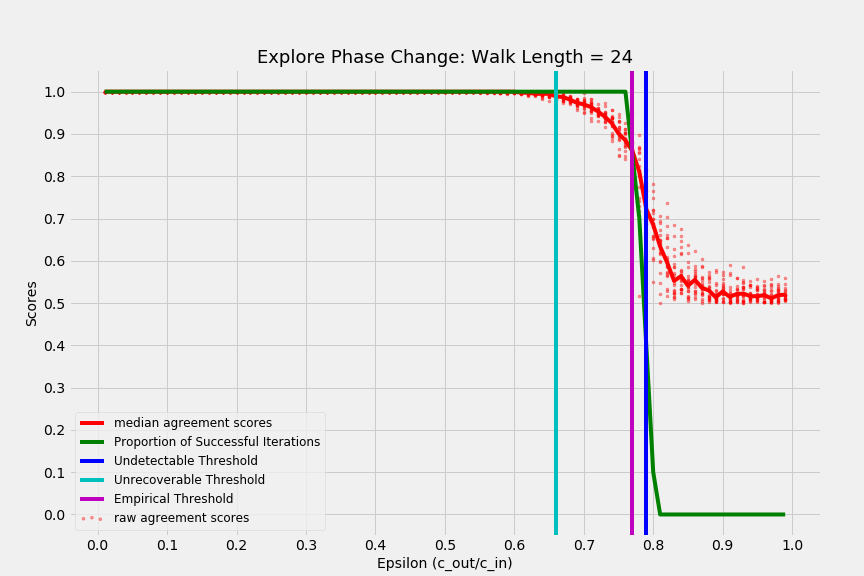 Explore Phase Change: Walk Length = 24
1.0
0.9
0.8
0.7
0.6
0.5
0.4
0.3
0.2
0.1
0.0
Scores
median agreement scores
Proportion of Successful Iterations
Undetectable Threshold
Unrecoverable Threshold
Empirical Threshold
raw agreement scores
0.0 0.1 0.2 0.3 0.4 0.5 0.6 0.7 0.8 0.9 1.0
Epsilon (c_out/c_in)